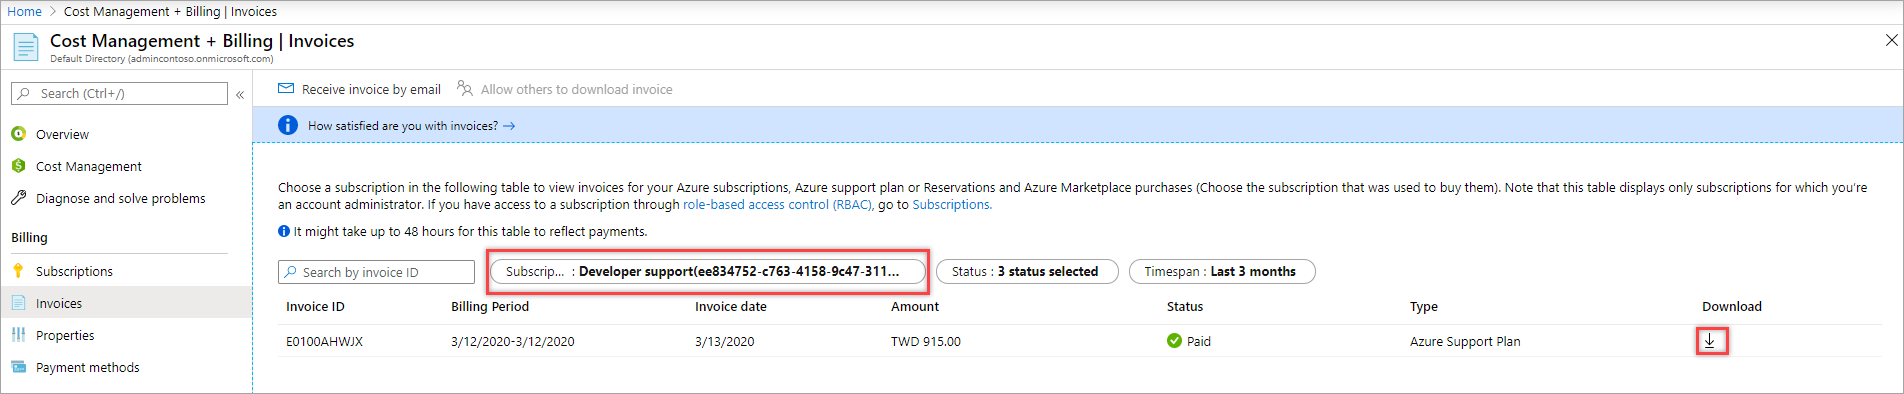 Home > Cost Management + Billing | Invoices
Cost Management + Billing | Invoices
Default Directory (admincontoso.onmicrosoft.com)
Search (Ctrl+/)
«
Overview
Cost Management
Diagnose and solve problems
Billing
Subscriptions
Invoices
Properties
Payment methods
Receive invoice by email Allow others to download invoice
How satisfied are you with invoices? →
Choose a subscription in the following table to view invoices for your Azure subscriptions, Azure support plan or Reservations and Azure Marketplace purchases (Choose the subscription that was used to buy them). Note that this table displays only subscriptions for which you're
an account administrator. If you have access to a subscription through role-based access control (RBAC), go to Subscriptions.
It might take up to 48 hours for this table to reflect payments.
Search by invoice ID Subscrip... : Developer support(ee834752-c763-4158-9c47-311... Status : 3 status selected Timespan : Last 3 months
Invoice ID Billing Period Invoice date Amount Status Type Download
E0100AHWJX 3/12/2020-3/12/2020 3/13/2020 TWD 915.00 Paid Azure Support Plan